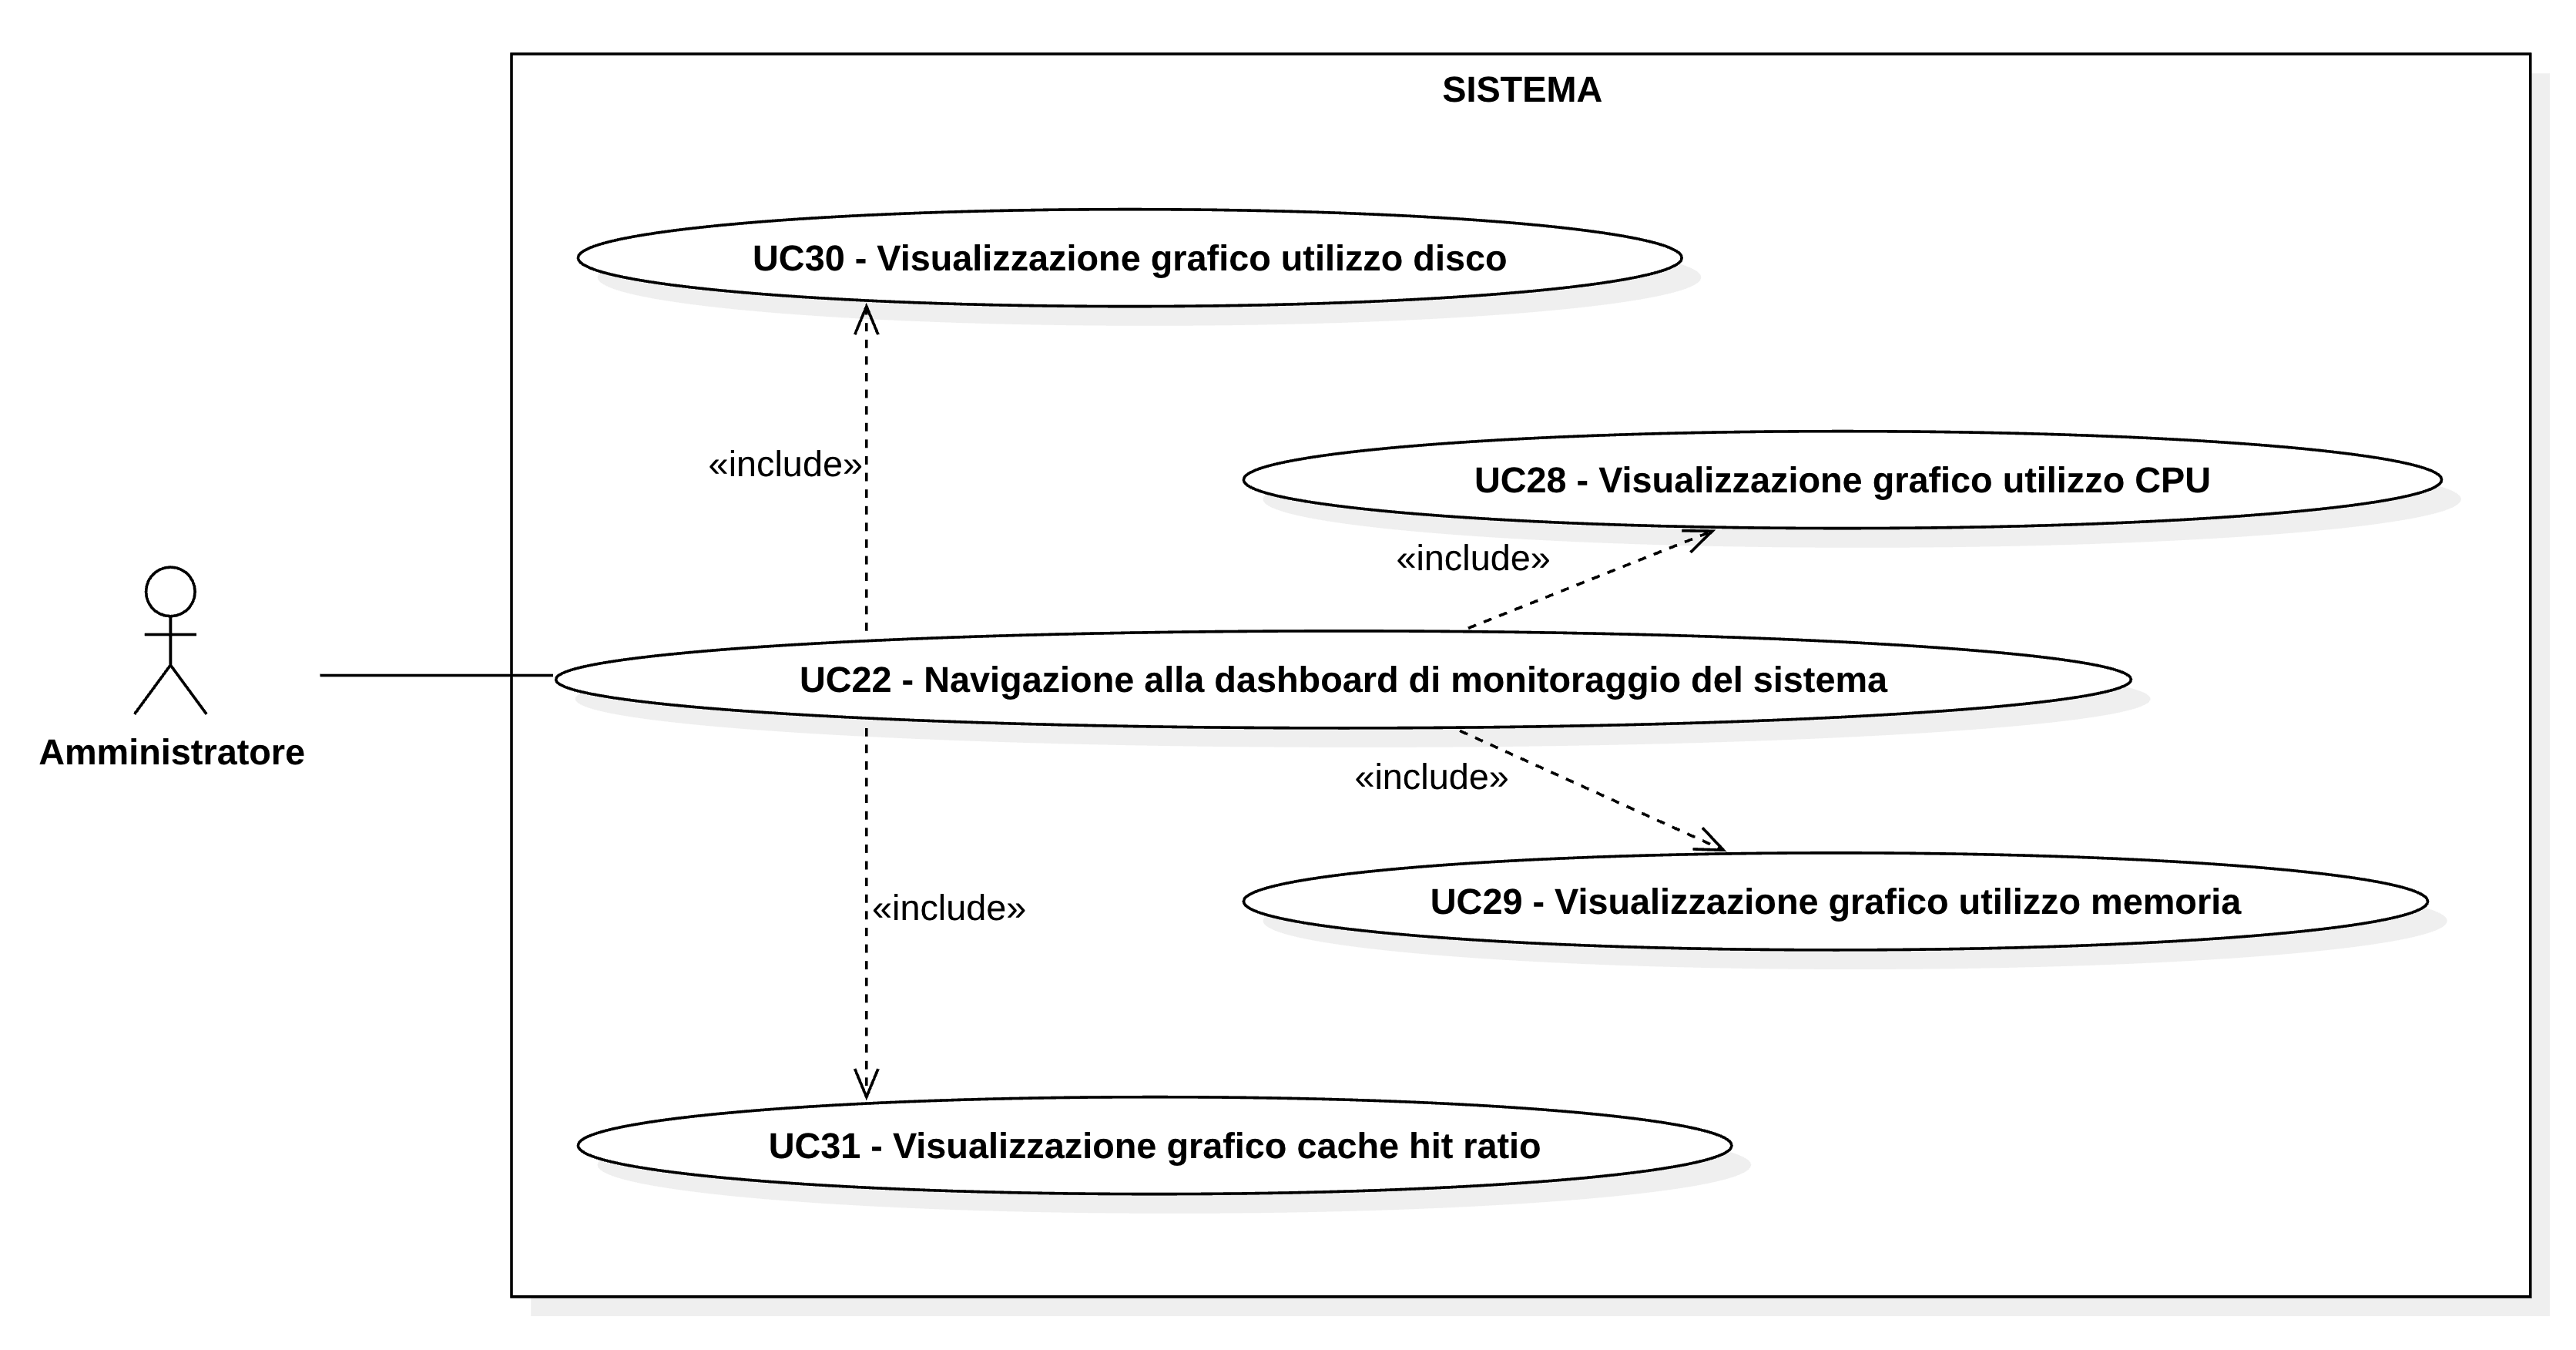 SISTEMA
UC30 - Visualizzazione grafico utilizzo disco
«include»
UC28 - Visualizzazione grafico utilizzo CPU
«include»
UC22 - Navigazione alla dashboard di monitoraggio del sistema
Amministratore
«include»
UC29 - Visualizzazione grafico utilizzo memoria
«include»
UC31 - Visualizzazione grafico cache hit ratio